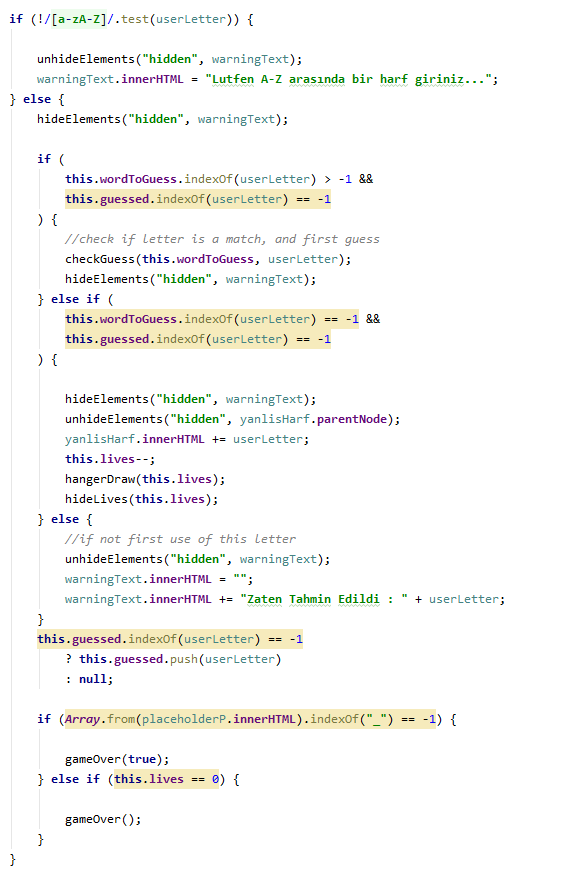 if (!/[a-zA-Z]/.test(userLetter)) {
unhideElements("hidden", warningText);
warningText.innerHTML = "Lutfen A-Z arasında bir harf giriniz...";
} else {
hideElements("hidden", warningText);
if (
this.wordToGuess.indexOf(userLetter) > -1 &&
this.guessed.indexOf(userLetter) == -1
) {
//check if letter is a match, and first guess
checkGuess(this.wordToGuess, userLetter);
hideElements("hidden", warningText);
} else if (
this.wordToGuess.indexOf(userLetter) == -1 &&
this.guessed.indexOf(userLetter) == -1
) {
hideElements("hidden", warningText);
unhideElements("hidden", yanlisHarf.parentNode);
yanlisHarf.innerHTML += userLetter;
this.lives--;
hangerDraw(this.lives);
hideLives(this.lives);
} else {
//if not first use of this letter
unhideElements("hidden", warningText);
warningText.innerHTML = "";
warningText.innerHTML += "Zaten Tahmin Edildi : " + userLetter;
}
this.guessed.indexOf(userLetter) == -1
? this.guessed.push(userLetter)
: null;
if (Array.from(placeholderP.innerHTML).indexOf("_") == -1) {
gameOver(true);
} else if (this.lives == 0) {
gameOver();
}
}